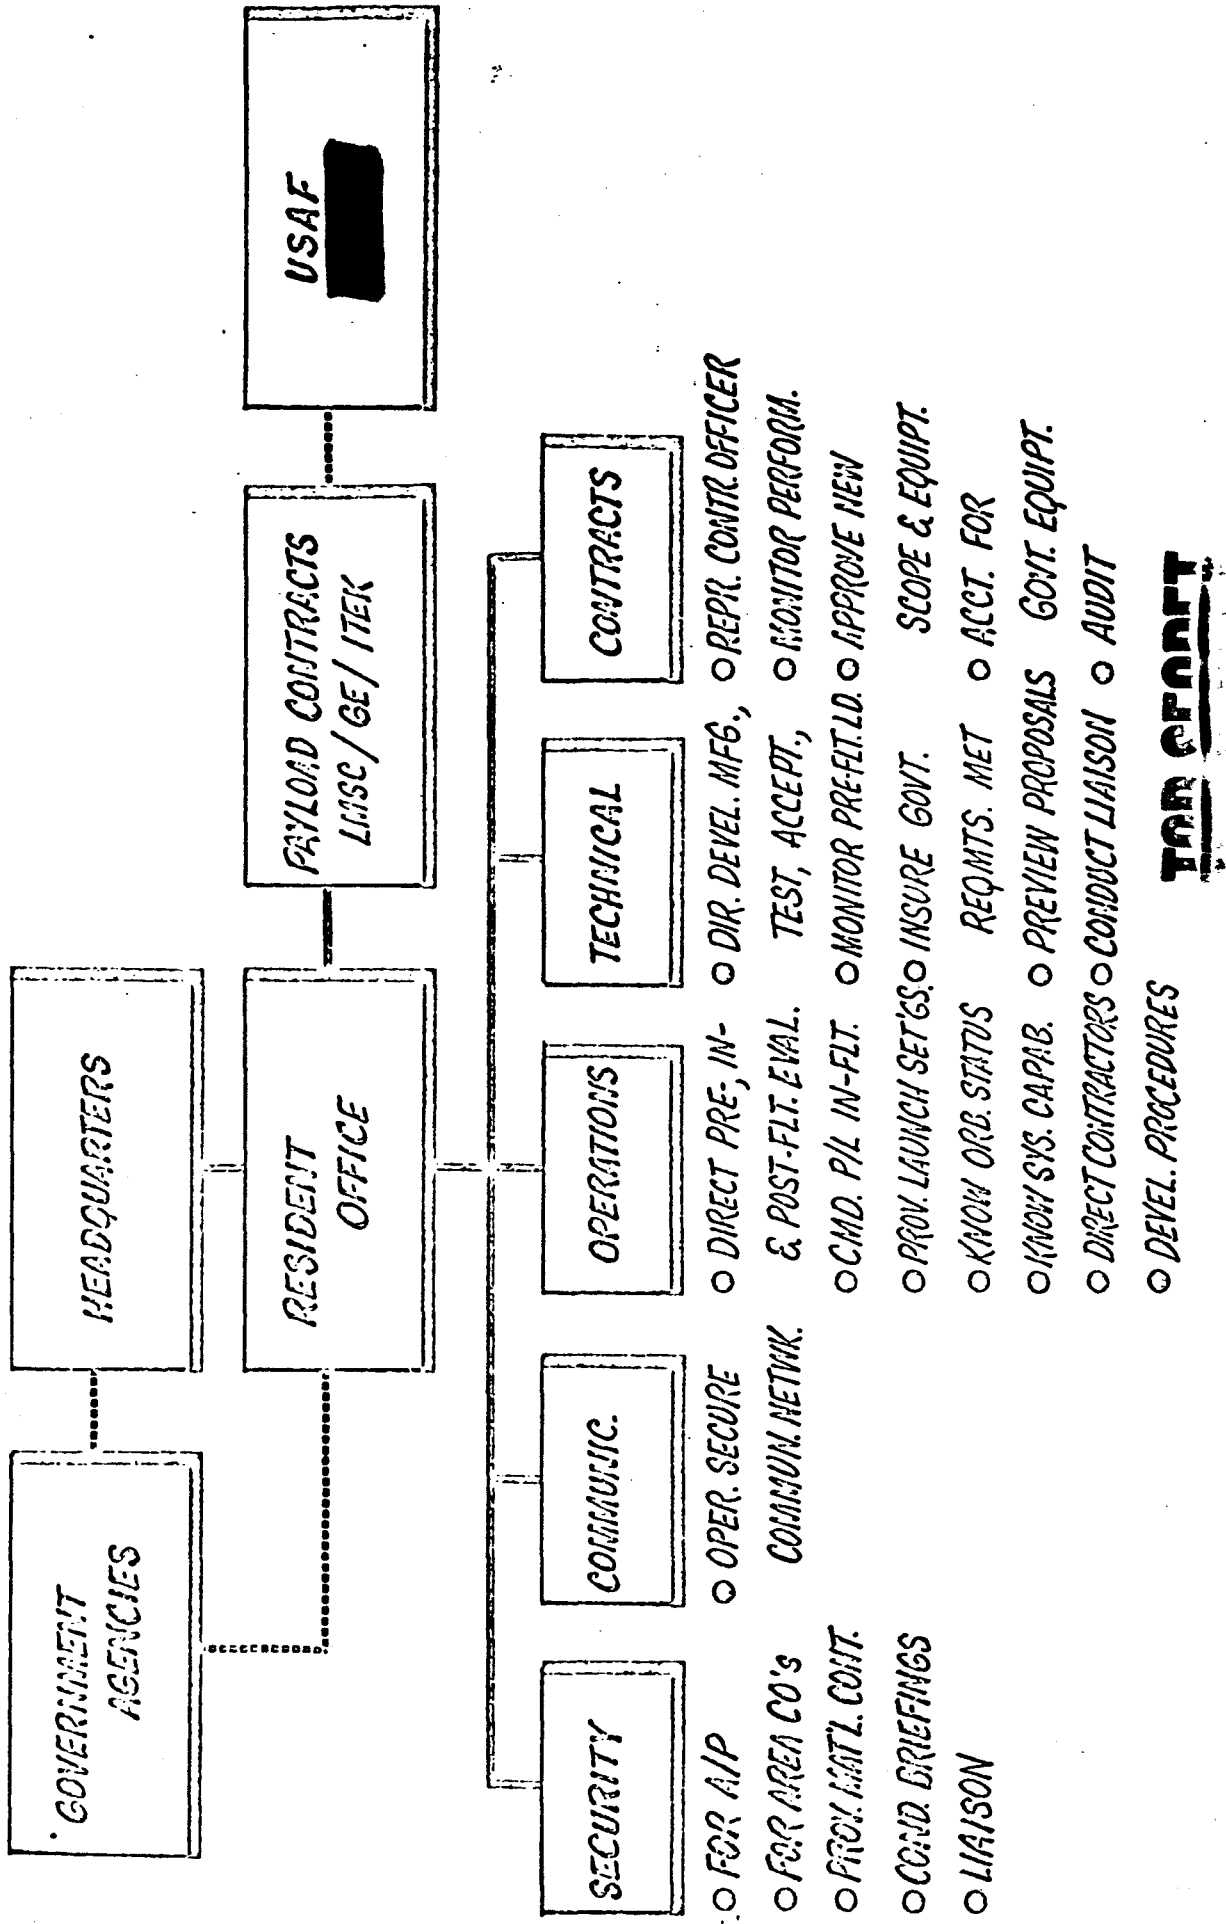 GOVERNMENT
AGENCIES
HEADQUARTERS
RESIDENT
OFFICE
PAYLOAD CONTRACTS
LMSC/GE/ITEK
USAF
SECURITY
O FOR A/P
O FOR AREA CO's
O PROV. MAT'L. CONT.
O COND. BRIEFINGS
O LIAISON
COMMUNIC.
O OPER. SECURE
COMMUN. NETWK.
OPERATIONS
O DIRECT PRE-, IN-
& POST-FLT. EVAL.
O CMD. P/L IN-FLT.
O PROV. LAUNCH SET'GS.
O KNOW ORB. STATUS
O KNOW SYS. CAPAB.
O DIRECT CONTRACTORS
O DEVEL. PROCEDURES
TECHNICAL
O DIR. DEVEL. MFG.,
TEST, ACCEPT.,
O MONITOR PRE-FLT. LD.
O INSURE GOVT.
REQMTS. MET
O PREVIEW PROPOSALS
O CONDUCT LIAISON
CONTRACTS
O REPR. CONTR. OFFICER
O MONITOR PERFORM.
O APPROVE NEW
SCOPE & EQUIPT.
O ACCT. FOR
GOVT. EQUIPT.
O AUDIT
TOP SECRET